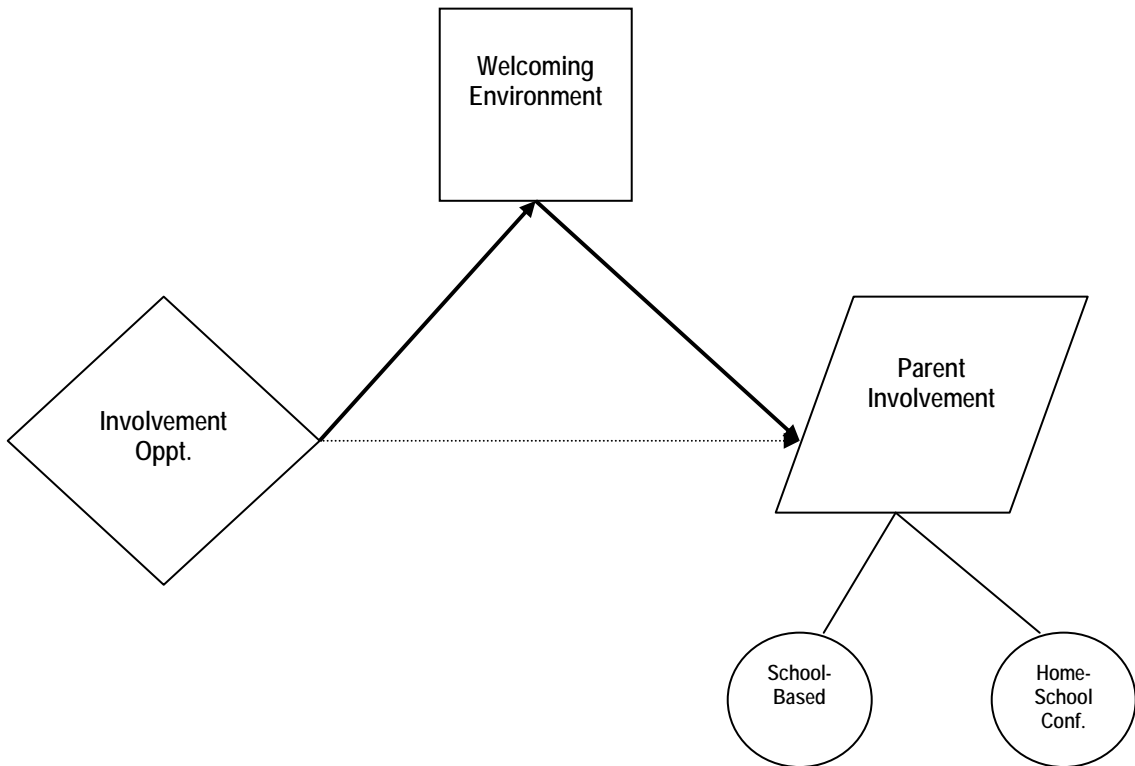 Welcoming
Environment
Involvement
Oppt.
Parent
Involvement
School-
Based
Home-
School
Conf.